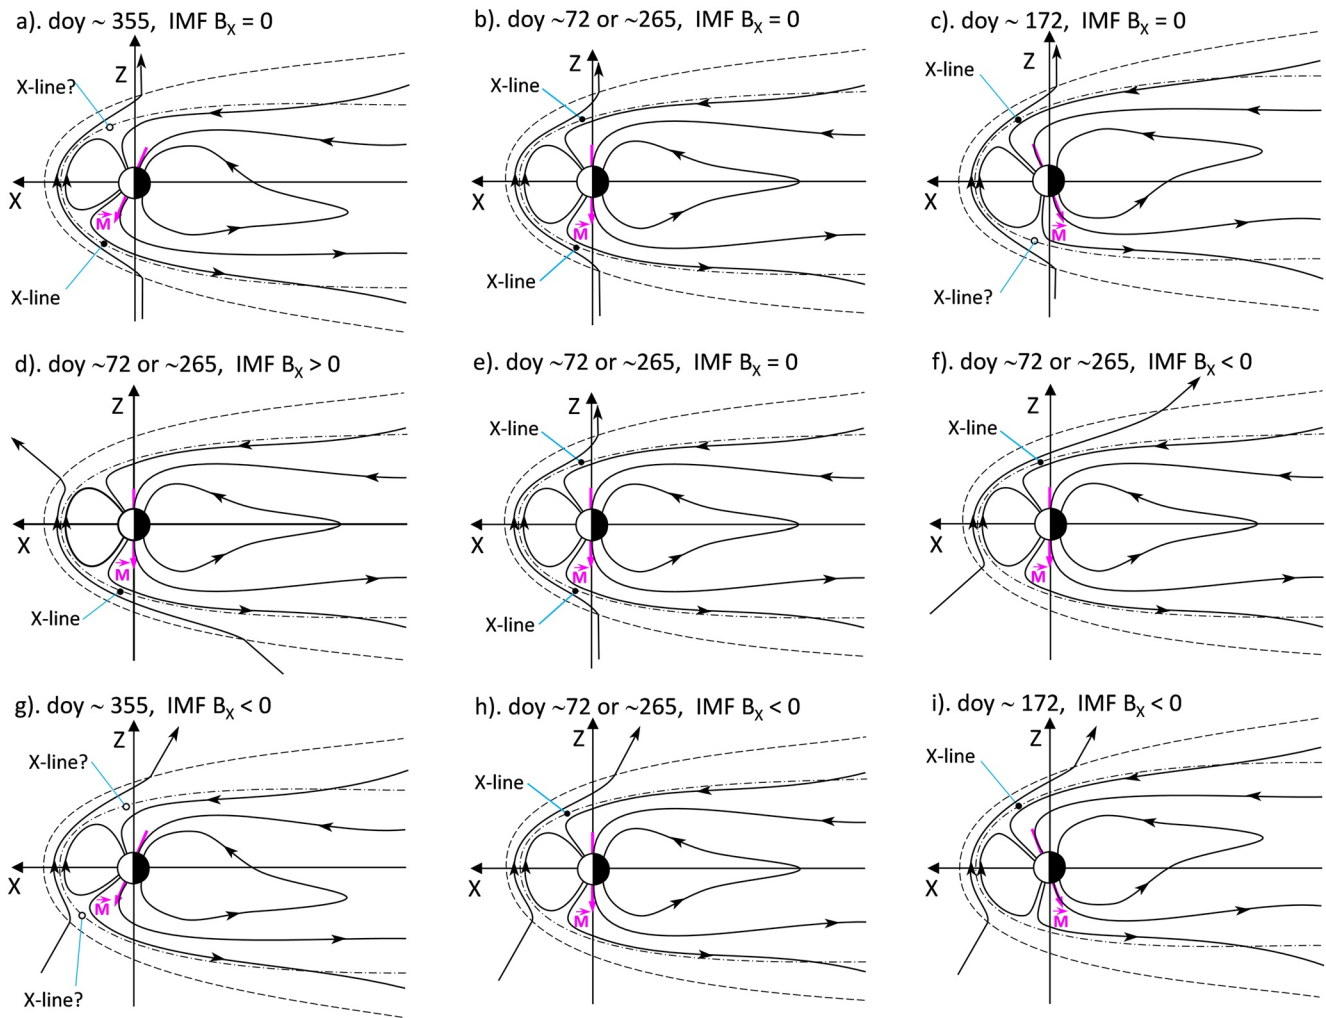 a). doy ~ 355, IMF BX = 0
b). doy ~72 or ~265, IMF BX = 0
c). doy ~ 172, IMF BX = 0
Z
X-line?
X
M
X-line
Z
X-line
X
M
X-line
Z
X-line
X
M
X-line?
d). doy ~72 or ~265, IMF BX > 0
e). doy ~72 or ~265, IMF BX = 0
f). doy ~72 or ~265, IMF BX < 0
Z
X
M
X-line
Z
X-line
X
M
X-line
Z
X-line
X
M
g). doy ~ 355, IMF BX < 0
h). doy ~72 or ~265, IMF BX < 0
i). doy ~ 172, IMF BX < 0
Z
X-line?
X
M
X-line?
Z
X-line
X
M
Z
X-line
X
M